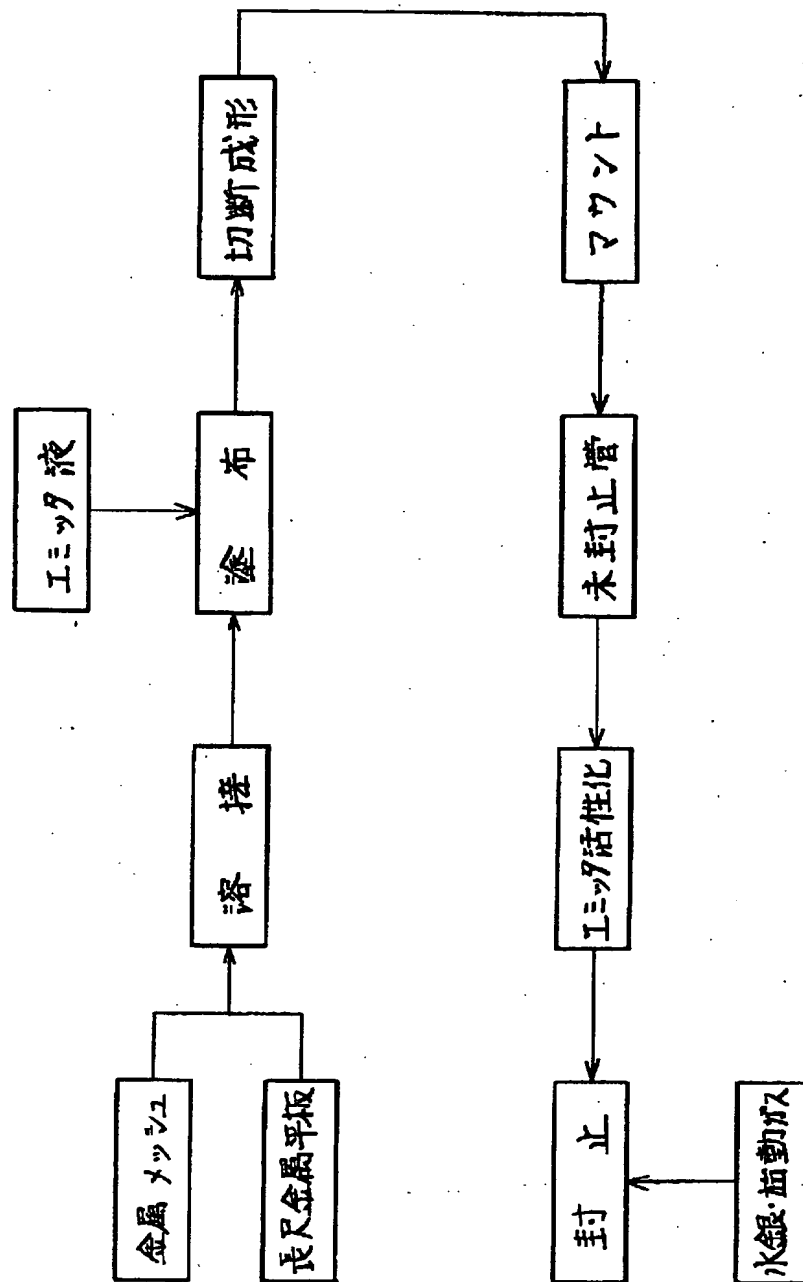 金属メッシュ
長尺金属平板
溶接
エミッタ液
塗布
切断成形
マウント
未封止管
エミッタ活性化
封止
水銀・始動ガス